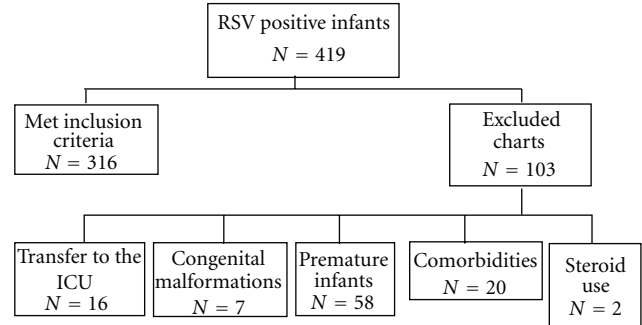 RSV positive infants
N = 419
Met inclusion
criteria
N = 316
Excluded
charts
N = 103
Transfer to the
ICU
N = 16
Congenital
malformations
N = 7
Premature
infants
N = 58
Comorbidities
N = 20
Steroid
use
N = 2